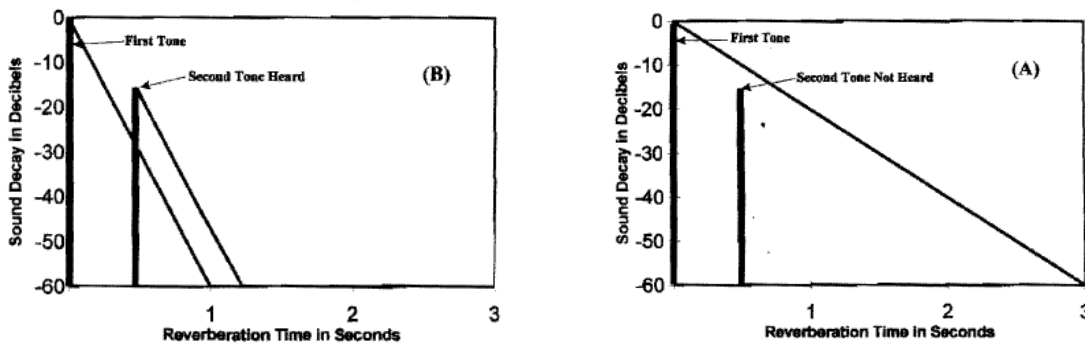 0
-10
-20
-30
-40
-50
-60
Sound Decay in Decibels
First Tone
Second Tone Heard
(B)
1
2
3
Reverberation Time in Seconds
0
-10
-20
-30
-40
-50
-60
Sound Decay in Decibels
First Tone
(A)
Second Tone Not Heard
1
2
3
Reverberation Time in Seconds